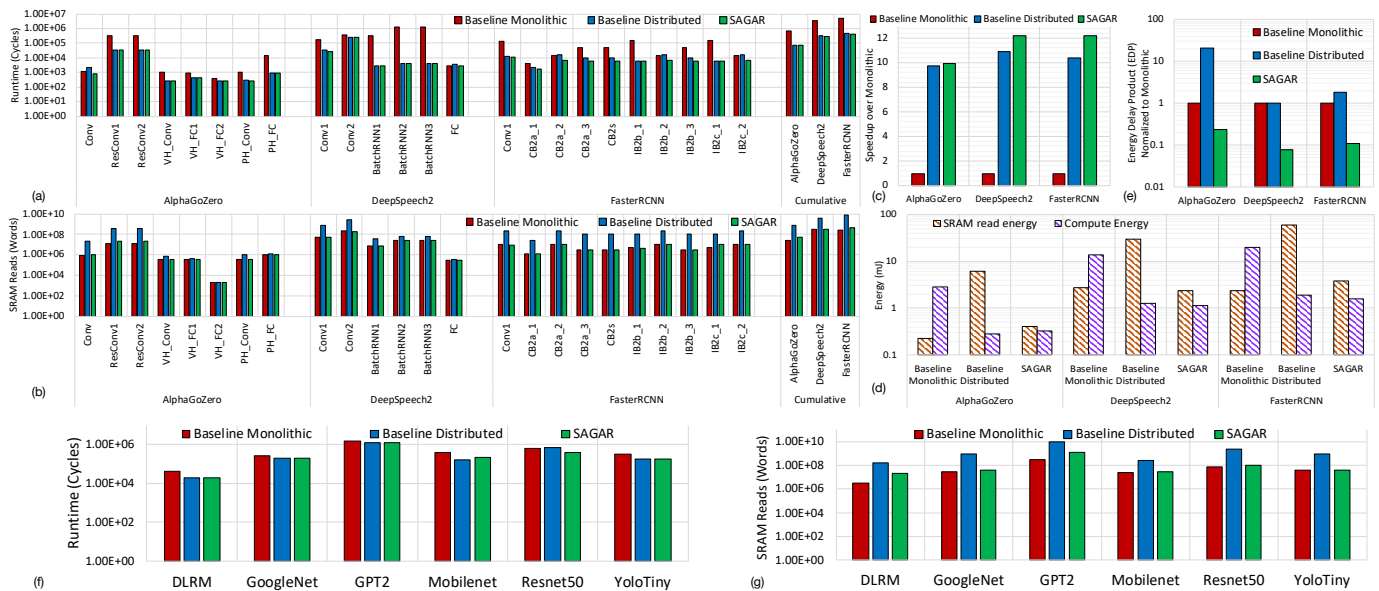 Baseline Monolithic Baseline Distributed SAGAR
Runtime (Cycles)
1.00E+07
1.00E+06
1.00E+05
1.00E+04
1.00E+03
1.00E+02
1.00E+01
1.00E+00
Conv
ResConv1
ResConv2
VH_Conv
VH_FC1
VH_FC2
PH_Conv
PH_FC
Conv1
Conv2
BatchRNN1
BatchRNN2
BatchRNN3
FC
Conv1
CB2a_1
CB2a_2
CB2a_3
CB2s
IB2b_1
IB2b_2
IB2b_3
IB2c_1
IB2c_2
AlphaGoZero
DeepSpeech2
FasterRCNN
(a)
AlphaGoZero DeepSpeech2 FasterRCNN Cumulative
Baseline Monolithic Baseline Distributed SAGAR
Speedup over Monolithic
12
10
8
6
4
2
0
(c)
AlphaGoZero DeepSpeech2 FasterRCNN
Energy Delay Product (EDP)
Nomalized to Monolithic
100
10
1
0.1
0.01
Baseline Monolithic
Baseline Distributed
SAGAR
(e)
AlphaGoZero DeepSpeech2 FasterRCNN
SRAM Reads (Words)
1.00E+10
1.00E+08
1.00E+06
1.00E+04
1.00E+02
1.00E+00
Baseline Monolithic Baseline Distributed SAGAR
Conv
ResConv1
ResConv2
VH_Conv
VH_FC1
VH_FC2
PH_Conv
PH_FC
Conv1
Conv2
BatchRNN1
BatchRNN2
BatchRNN3
FC
Conv1
CB2a_1
CB2a_2
CB2a_3
CB2s
IB2b_1
IB2b_2
IB2b_3
IB2c_1
IB2c_2
AlphaGoZero
DeepSpeech2
FasterRCNN
(b)
AlphaGoZero DeepSpeech2 FasterRCNN Cumulative
Energy (mJ)
100
10
1
0.1
SRAM read energy Compute Energy
Baseline Baseline SAGAR Baseline Baseline SAGAR Baseline Baseline SAGAR
Monolithic Distributed Monolithic Distributed Monolithic Distributed
(d)
AlphaGoZero DeepSpeech2 FasterRCNN
Runtime (Cycles)
Baseline Monolithic Baseline Distributed SAGAR
1.00E+06
1.00E+04
1.00E+02
1.00E+00
(f)
DLRM GoogleNet GPT2 Mobilenet Resnet50 YoloTiny
SRAM Reads (Words)
Baseline Monolithic Baseline Distributed SAGAR
1.00E+10
1.00E+08
1.00E+06
1.00E+04
1.00E+02
1.00E+00
(g)
DLRM GoogleNet GPT2 Mobilenet Resnet50 YoloTiny